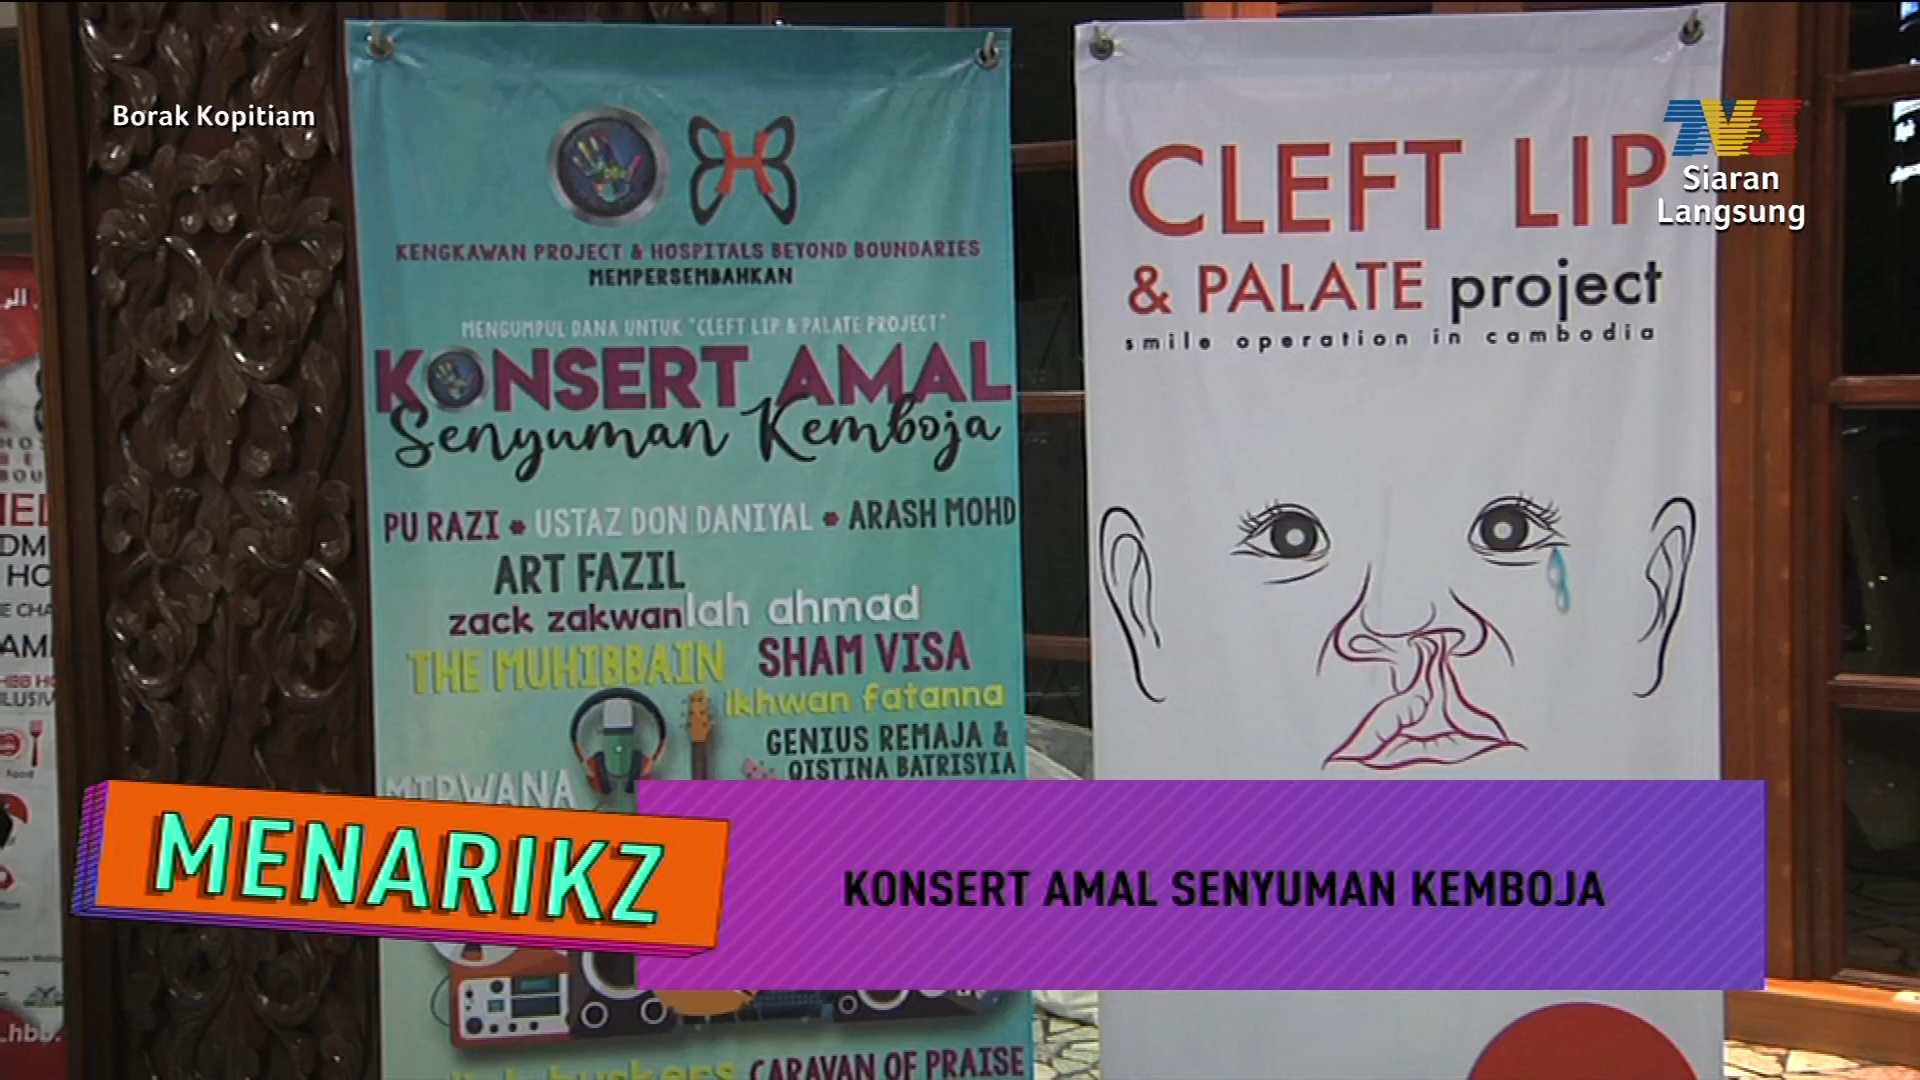 Borak Kopitiam
TV3
Siaran
Langsung
KENGKAWAN PROJECT & HOSPITALS BEYOND BOUNDARIES
MEMPERSEMBAHKAN
MENGUMPUL DANA UNTUK "CLEFT LIP & PALATE PROJECT"
KONSERT AMAL
Senyuman Kemboja
PU RAZI • USTAZ DON DANIYAL • ARASH MOHD
ART FAZIL
zack zakwan lah ahmad
THE MUHIBBAIN SHAM VISA
ikhwan fatanna
GENIUS REMAJA &
QISTINA BATRISYIA
MIRWANA
buskers CARAVAN OF PRAISE
CLEFT LIP
& PALATE project
smile operation in cambodia
MENARIKZ
KONSERT AMAL SENYUMAN KEMBOJA